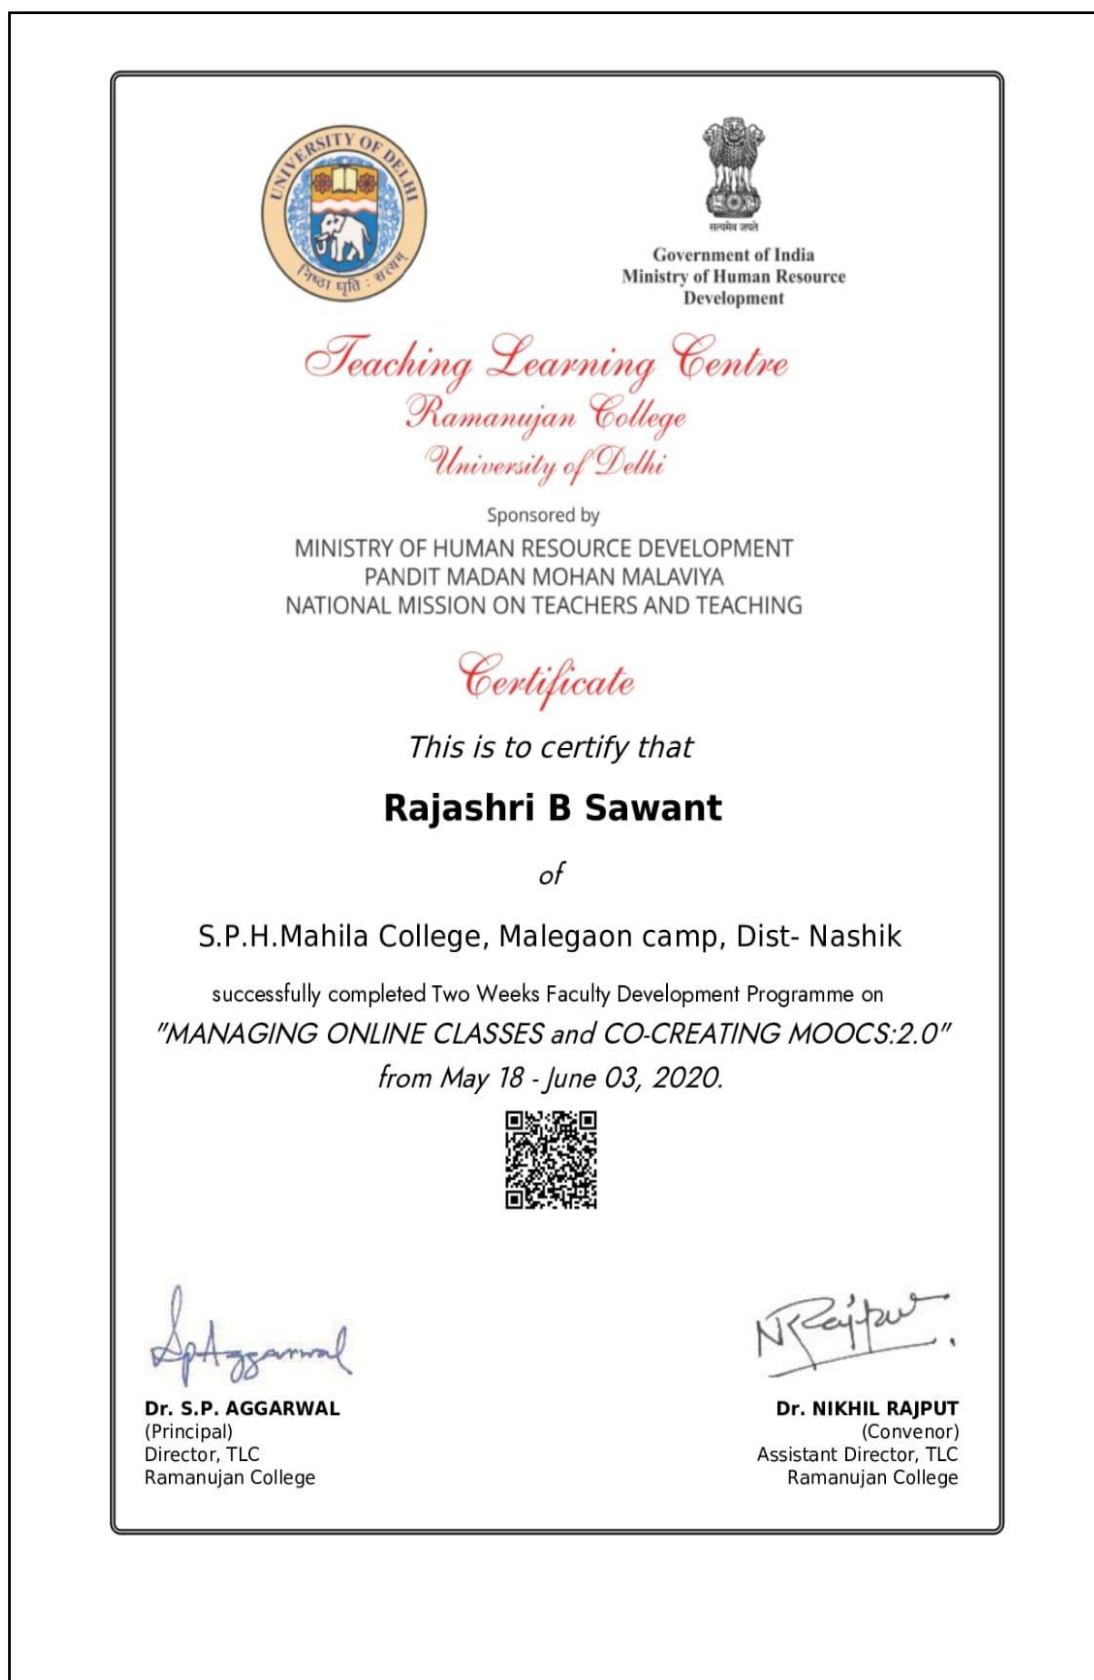 UNIVERSITY OF DELHI
निष्ठा धृति : सत्यम्
सत्यमेव जयते
Government of India
Ministry of Human Resource
Development
Teaching Learning Centre
Ramanujan College
University of Delhi
Sponsored by
MINISTRY OF HUMAN RESOURCE DEVELOPMENT
PANDIT MADAN MOHAN MALAVIYA
NATIONAL MISSION ON TEACHERS AND TEACHING
Certificate
This is to certify that
Rajashri B Sawant
of
S.P.H.Mahila College, Malegaon camp, Dist- Nashik
successfully completed Two Weeks Faculty Development Programme on
"MANAGING ONLINE CLASSES and CO-CREATING MOOCS:2.0"
from May 18 - June 03, 2020.
SpAggarwal
NRajput
Dr. S.P. AGGARWAL
(Principal)
Director, TLC
Ramanujan College
Dr. NIKHIL RAJPUT
(Convenor)
Assistant Director, TLC
Ramanujan College